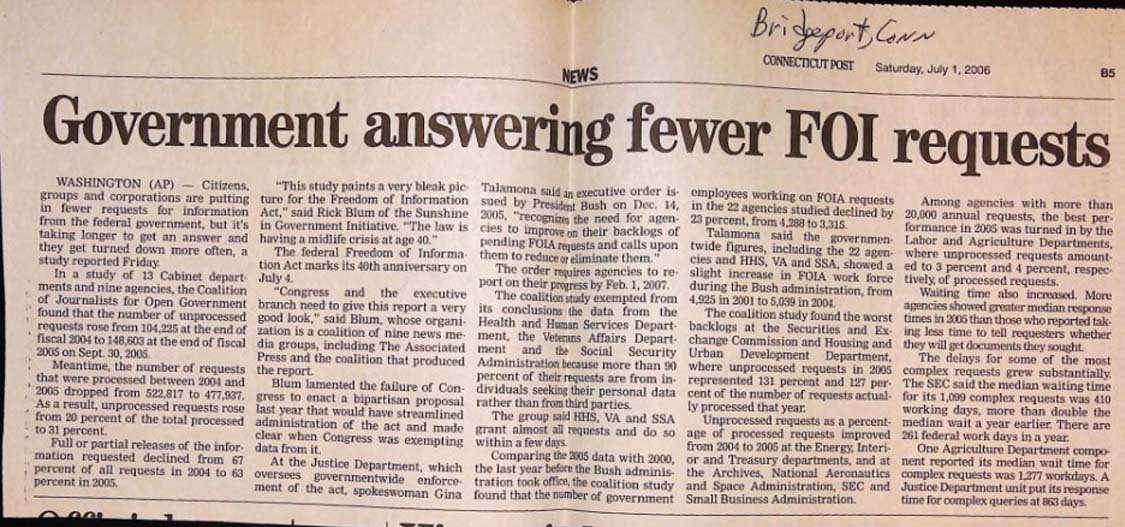 Bridgeport, Conn
CONNECTICUT POST Saturday, July 1, 2006
NEWS
B5
Government answering fewer FOI requests
WASHINGTON (AP) — Citizens,
groups and corporations are putting
in fewer requests for information
from the federal government, but it's
taking longer to get an answer and
they get turned down more often, a
study reported Friday.
In a study of 13 Cabinet depart-
ments and nine agencies, the Coalition
of Journalists for Open Government
found that the number of unprocessed
requests rose from 104,225 at the end of
fiscal 2004 to 148,603 at the end of fiscal
2005 on Sept. 30, 2005.
Meantime, the number of requests
that were processed between 2004 and
2005 dropped from 522,817 to 477,937.
As a result, unprocessed requests rose
from 20 percent of the total processed
to 31 percent.
Full or partial releases of the infor-
mation requested declined from 67
percent of all requests in 2004 to 63
percent in 2005.
"This study paints a very bleak pic-
ture for the Freedom of Information
Act," said Rick Blum of the Sunshine
in Government Initiative. "The law is
having a midlife crisis at age 40."
The federal Freedom of Informa-
tion Act marks its 40th anniversary on
July 4.
"Congress and the executive
branch need to give this report a very
good look," said Blum, whose organi-
zation is a coalition of nine news me-
dia groups, including The Associated
Press and the coalition that produced
the report.
Blum lamented the failure of Con-
gress to enact a bipartisan proposal
last year that would have streamlined
administration of the act and made
clear when Congress was exempting
data from it.
At the Justice Department, which
oversees governmentwide enforce-
ment of the act, spokeswoman Gina
Talamona said an executive order is-
sued by President Bush on Dec. 14,
2005, "recognizes the need for agen-
cies to improve on their backlogs of
pending FOIA requests and calls upon
them to reduce or eliminate them."
The order requires agencies to re-
port on their progress by Feb. 1, 2007.
The coalition study exempted from
its conclusions the data from the
Health and Human Services Depart-
ment, the Veterans Affairs Depart-
ment and the Social Security
Administration because more than 90
percent of their requests are from in-
dividuals seeking their personal data
rather than from third parties.
The group said HHS, VA and SSA
grant almost all requests and do so
within a few days.
Comparing the 2005 data with 2000,
the last year before the Bush adminis-
tration took office, the coalition study
found that the number of government
employees working on FOIA requests
in the 22 agencies studied declined by
23 percent, from 4,288 to 3,315.
Talamona said the governmen-
twide figures, including the 22 agen-
cies and HHS, VA and SSA, showed a
slight increase in FOIA work force
during the Bush administration, from
4,925 in 2001 to 5,039 in 2004.
The coalition study found the worst
backlogs at the Securities and Ex-
change Commission and Housing and
Urban Development Department,
where unprocessed requests in 2005
represented 131 percent and 127 per-
cent of the number of requests actual-
ly processed that year.
Unprocessed requests as a percent-
age of processed requests improved
from 2004 to 2005 at the Energy, Interi-
or and Treasury departments, and at
the Archives, National Aeronautics
and Space Administration, SEC and
Small Business Administration.
Among agencies with more than
20,000 annual requests, the best per-
formance in 2005 was turned in by the
Labor and Agriculture Departments,
where unprocessed requests amount-
ed to 3 percent and 4 percent, respec-
tively, of processed requests.
Waiting time also increased. More
agencies showed greater median response
times in 2005 than those who reported tak-
ing less time to tell requesters whether
they will get documents they sought.
The delays for some of the most
complex requests grew substantially.
The SEC said the median waiting time
for its 1,099 complex requests was 410
working days, more than double the
median wait a year earlier. There are
261 federal work days in a year.
One Agriculture Department compo-
nent reported its median wait time for
complex requests was 1,277 workdays. A
Justice Department unit put its response
time for complex queries at 863 days.